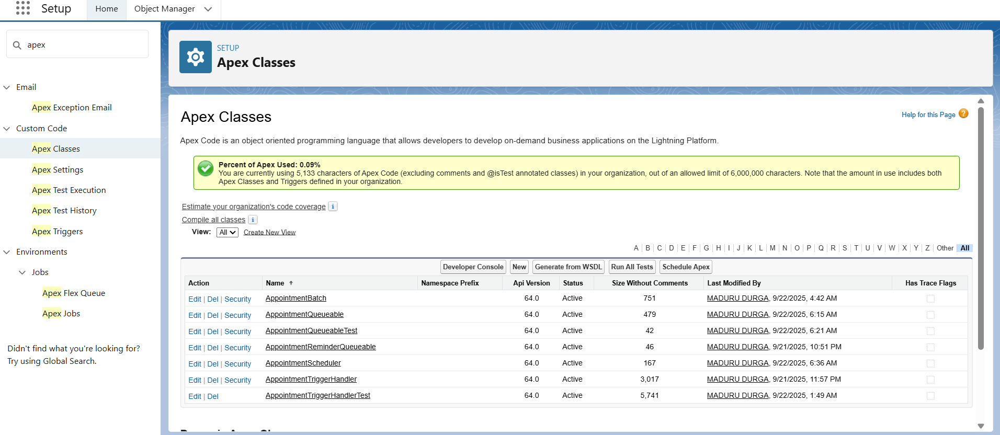 Setup
Home
Object Manager
apex
Email
Apex Exception Email
Custom Code
Apex Classes
Apex Settings
Apex Test Execution
Apex Test History
Apex Triggers
Environments
Jobs
Apex Flex Queue
Apex Jobs
Didn't find what you're looking for?
Try using Global Search.
SETUP
Apex Classes
Apex Classes
Help for this Page ?
Apex Code is an object oriented programming language that allows developers to develop on-demand business applications on the Lightning Platform.
Percent of Apex Used: 0.09%
You are currently using 5,133 characters of Apex Code (excluding comments and @isTest annotated classes) in your organization, out of an allowed limit of 6,000,000 characters. Note that the amount in use includes both
Apex Classes and Triggers defined in your organization.
Estimate your organization's code coverage i
Compile all classes i
View: All Create New View
A | B | C | D | E | F | G | H | I | J | K | L | M | N | O | P | Q | R | S | T | U | V | W | X | Y | Z | Other All
Developer Console New Generate from WSDL Run All Tests Schedule Apex
Action Name ↑ Namespace Prefix Api Version Status Size Without Comments Last Modified By Has Trace Flags
Edit | Del | Security AppointmentBatch 64.0 Active 751 MADURU DURGA, 9/22/2025, 4:42 AM
Edit | Del | Security AppointmentQueueable 64.0 Active 479 MADURU DURGA, 9/22/2025, 6:15 AM
Edit | Del | Security AppointmentQueueableTest 64.0 Active 42 MADURU DURGA, 9/22/2025, 6:21 AM
Edit | Del | Security AppointmentReminderQueueable 64.0 Active 46 MADURU DURGA, 9/21/2025, 10:51 PM
Edit | Del | Security AppointmentScheduler 64.0 Active 167 MADURU DURGA, 9/22/2025, 6:36 AM
Edit | Del | Security AppointmentTriggerHandler 64.0 Active 3,017 MADURU DURGA, 9/21/2025, 11:57 PM
Edit | Del AppointmentTriggerHandlerTest 64.0 Active 5,741 MADURU DURGA, 9/22/2025, 1:49 AM